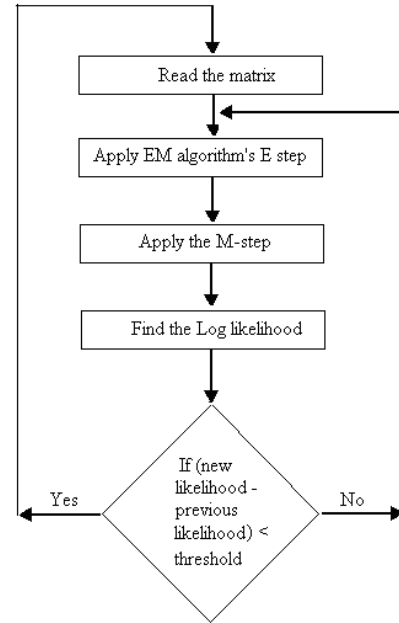 Read the matrix
Apply EM algorithm's E step
Apply the M-step
Find the Log likelihood
If (new
likelihood -
previous
likelihood) <
threshold
Yes
No